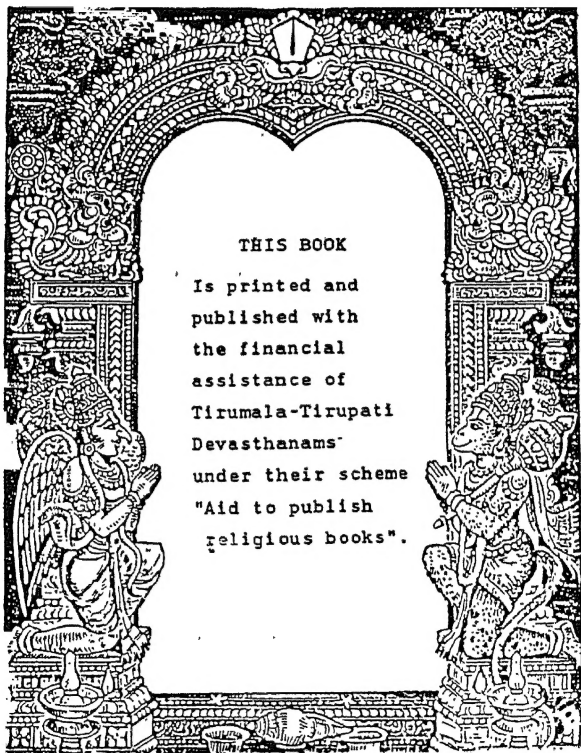 THIS BOOK
Is printed and
published with
the financial
assistance of
Tirumala-Tirupati
Devasthanams
under their scheme
"Aid to publish
religious books".